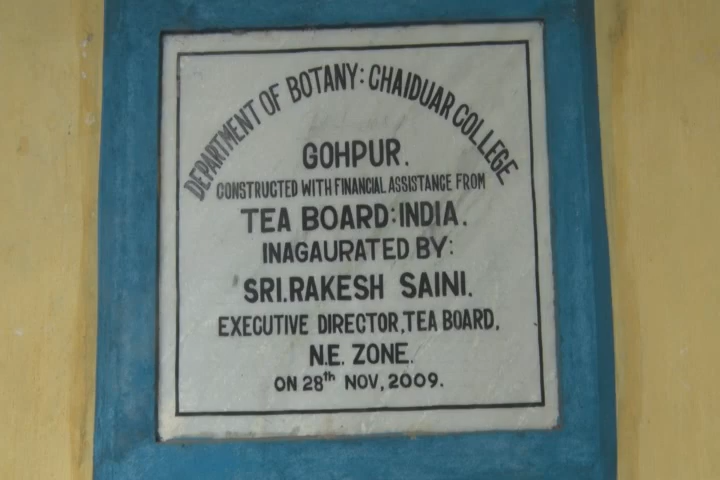 DEPARTMENT OF BOTANY: CHAIDUAR COLLEGE
GOHPUR.
CONSTRUCTED WITH FINANCIAL ASSISTANCE FROM
TEA BOARD:INDIA.
INAGAURATED BY:
SRI.RAKESH SAINI.
EXECUTIVE DIRECTOR,TEA BOARD,
N.E. ZONE.
ON 28th NOV, 2009.